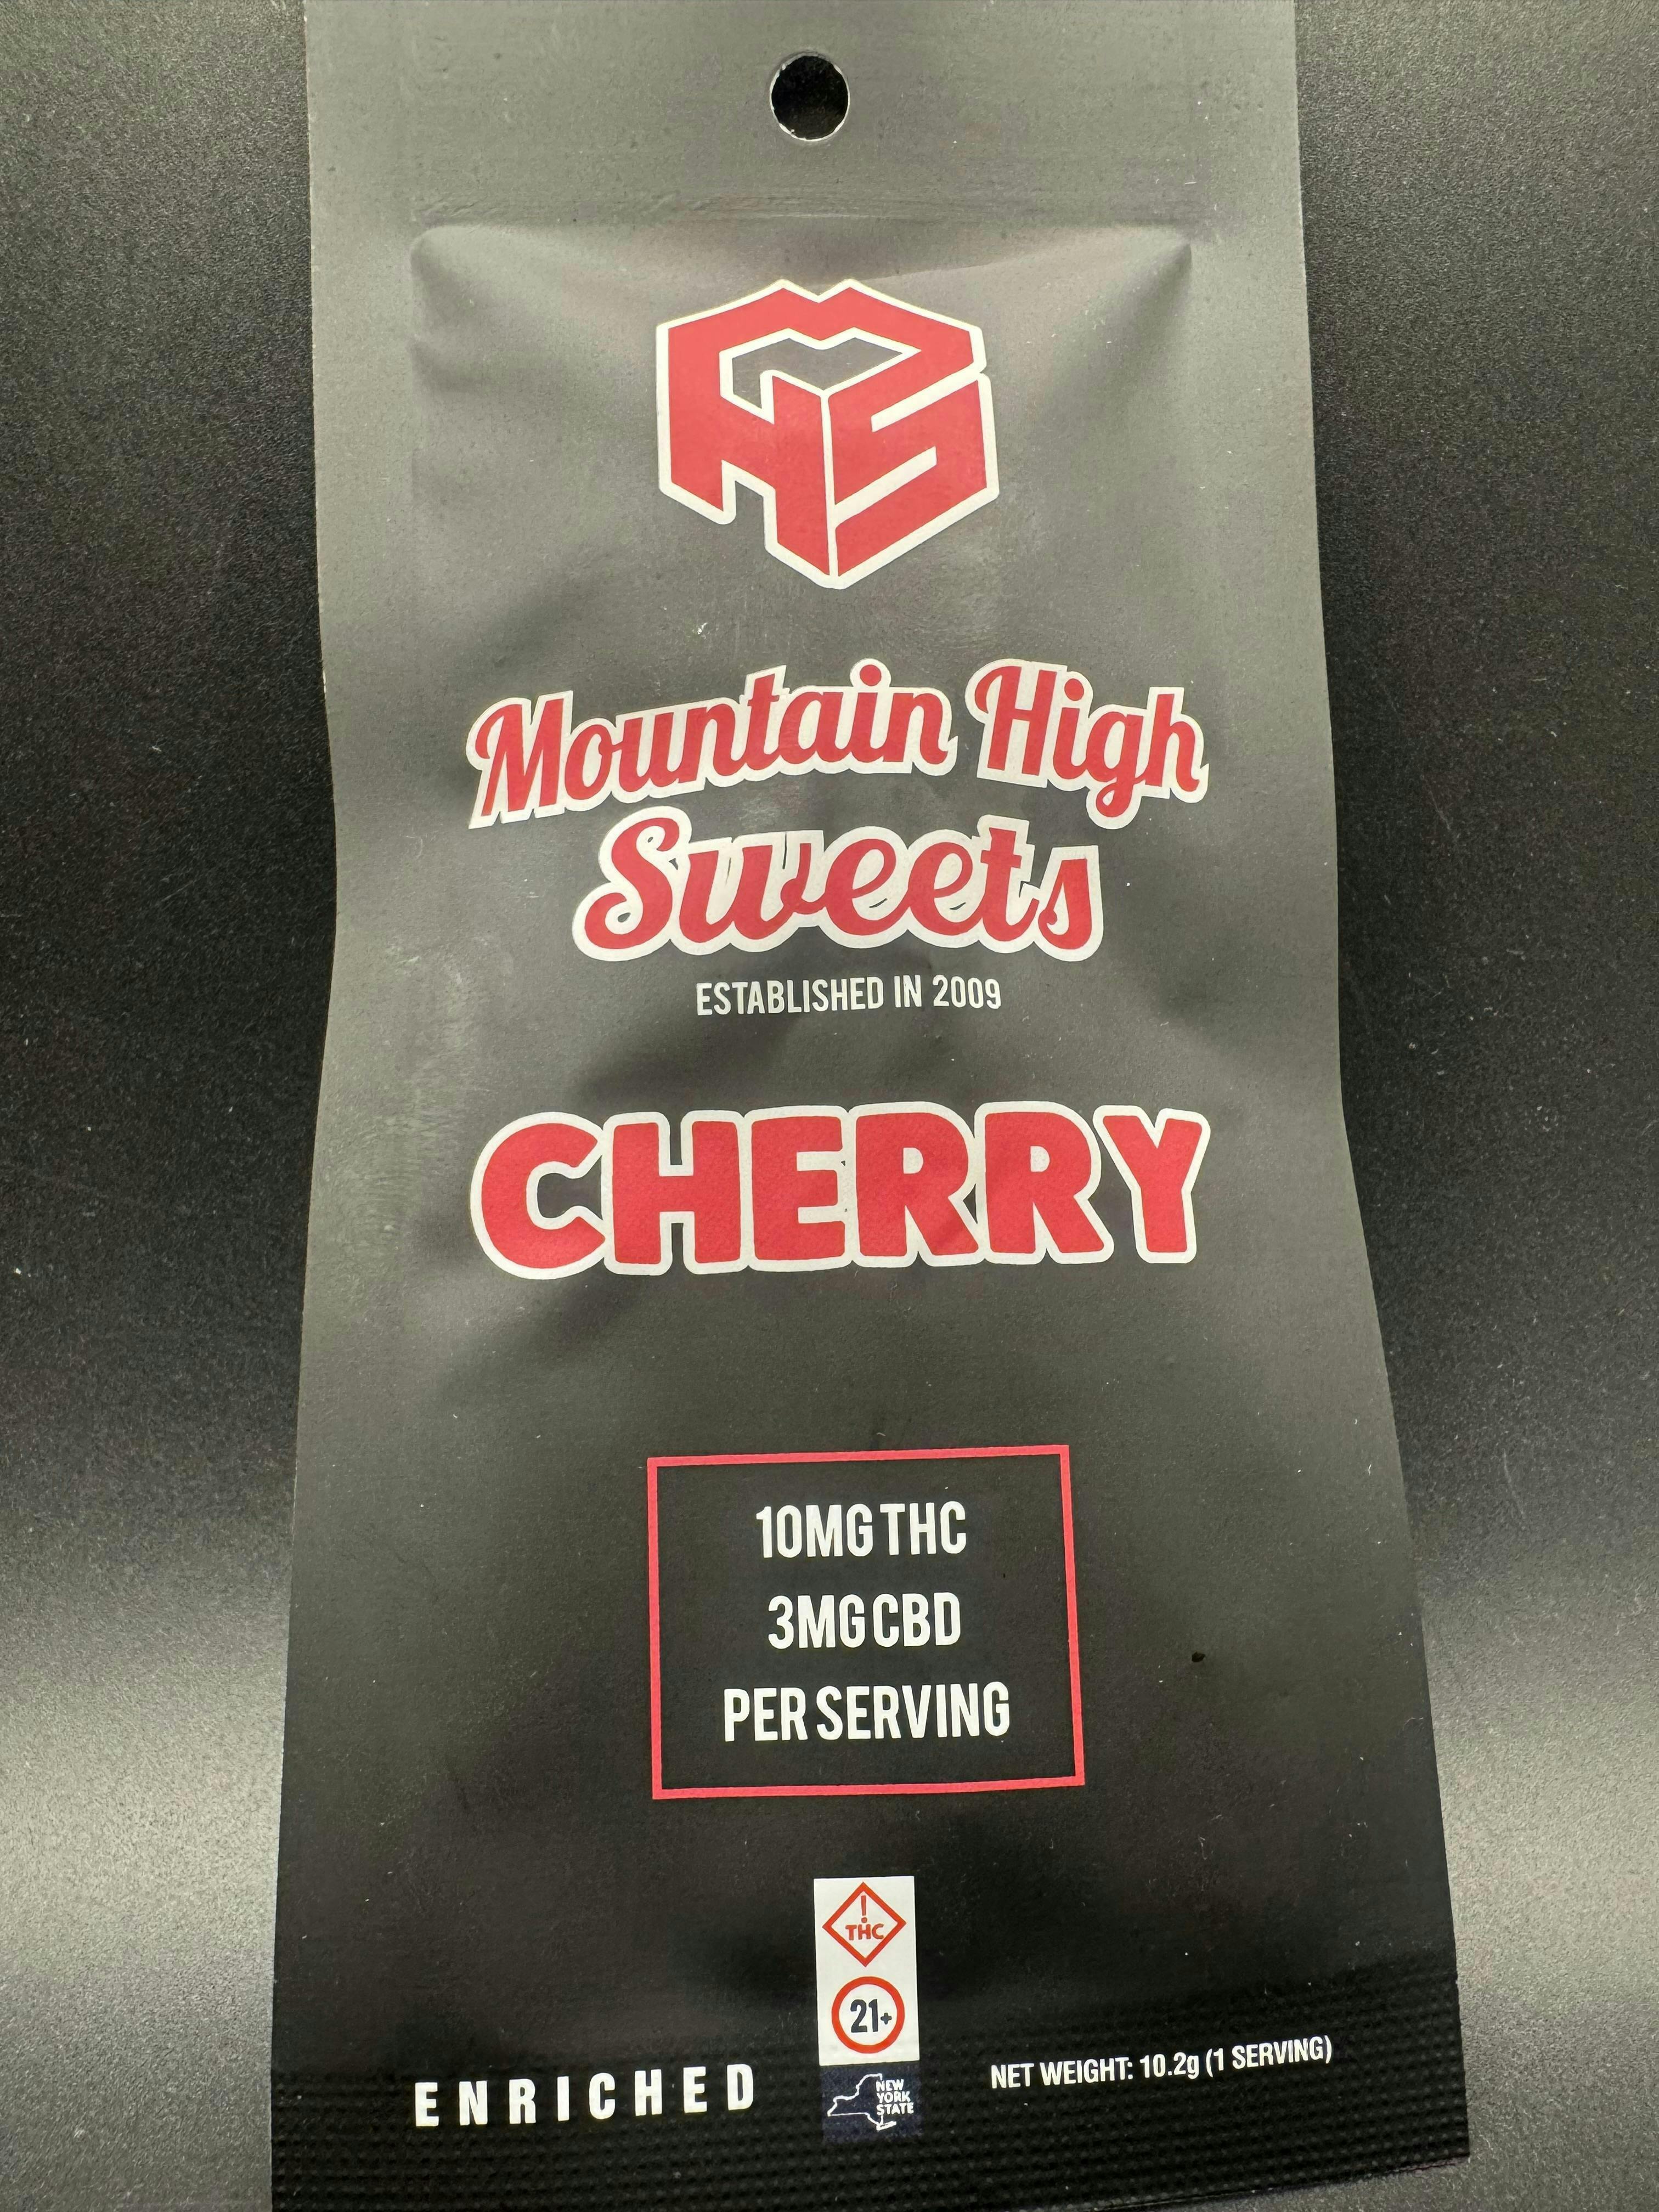 MHS
Mountain High
Sweets
ESTABLISHED IN 2009
CHERRY
10MG THC
3MG CBD
PER SERVING
!
THC
21+
NEW
YORK
STATE
ENRICHED
NET WEIGHT: 10.2g (1 SERVING)